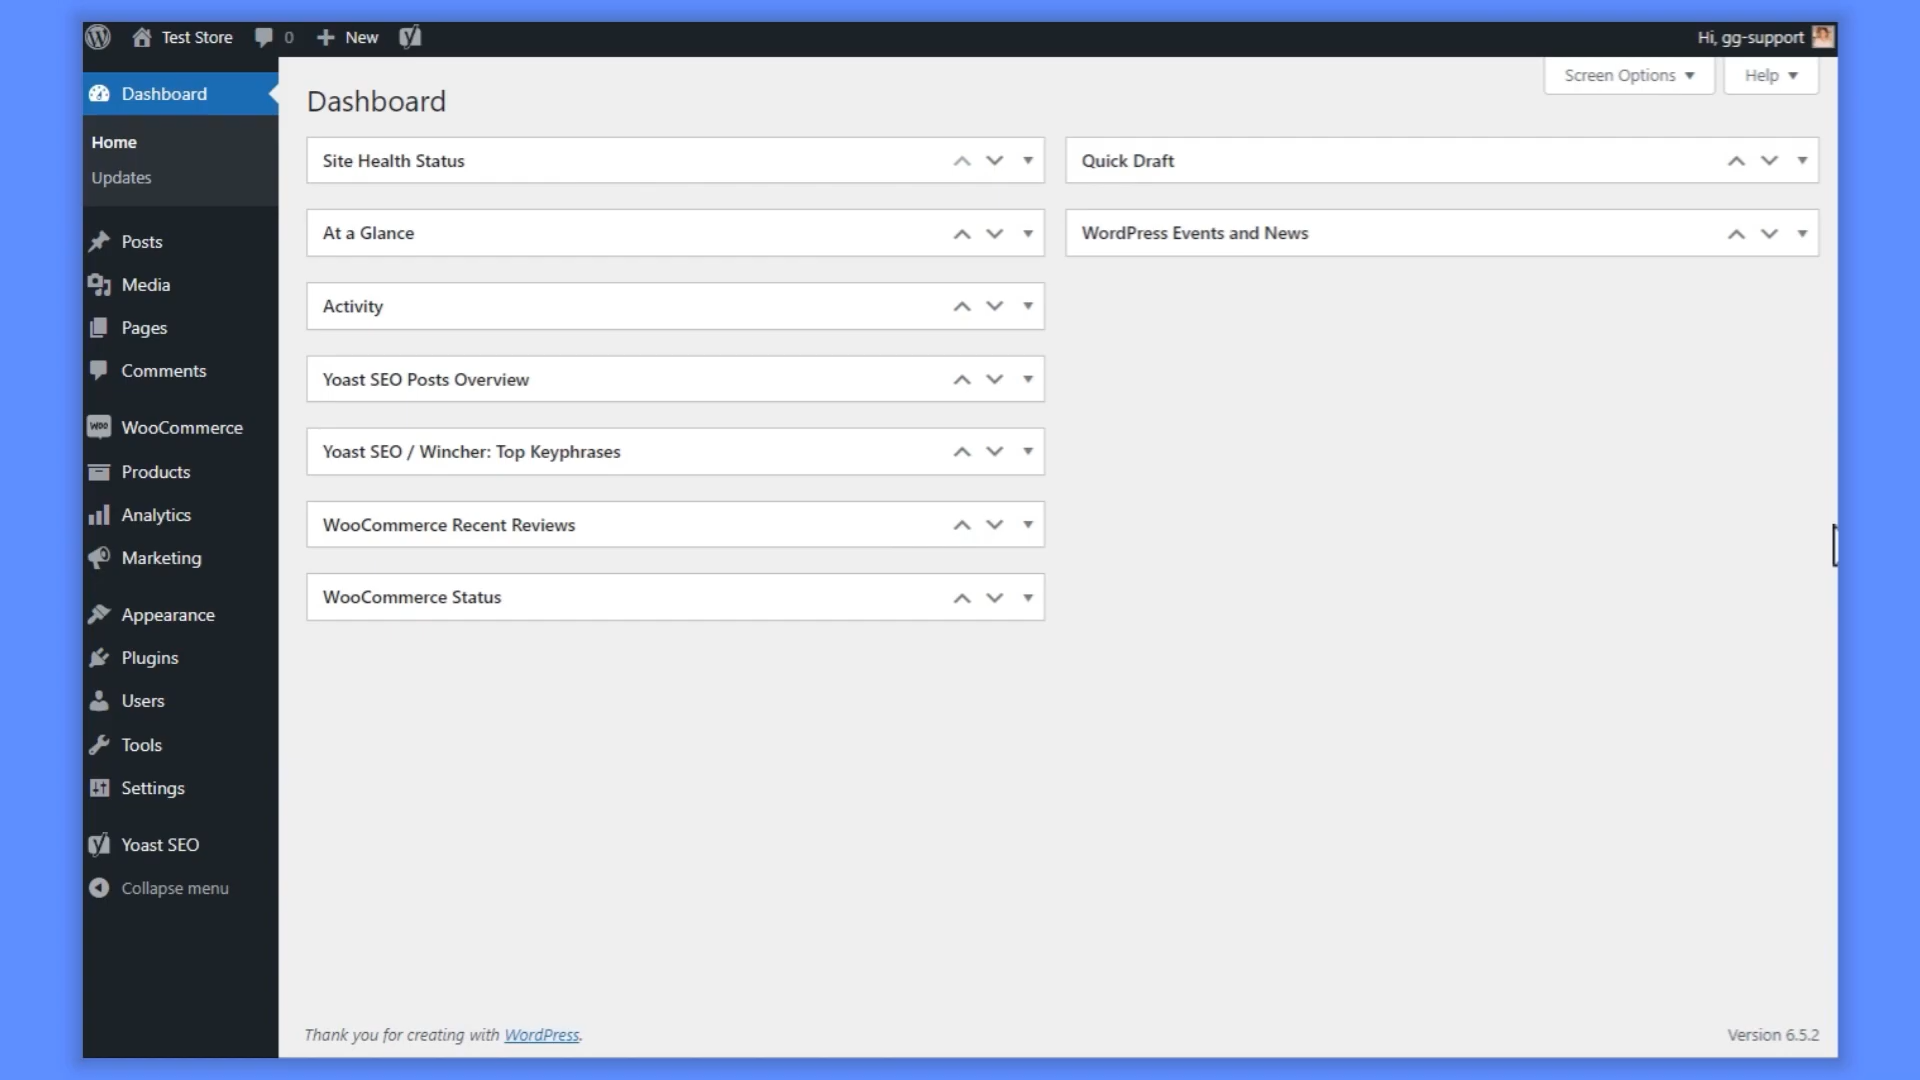 Test Store
0
New
Hi, gg-support
Screen Options
Help
Dashboard
Home
Updates
Posts
Media
Pages
Comments
WooCommerce
Products
Analytics
Marketing
Appearance
Plugins
Users
Tools
Settings
Yoast SEO
Collapse menu
Dashboard
Site Health Status
At a Glance
Activity
Yoast SEO Posts Overview
Yoast SEO / Wincher: Top Keyphrases
WooCommerce Recent Reviews
WooCommerce Status
Quick Draft
WordPress Events and News
Thank you for creating with WordPress.
Version 6.5.2